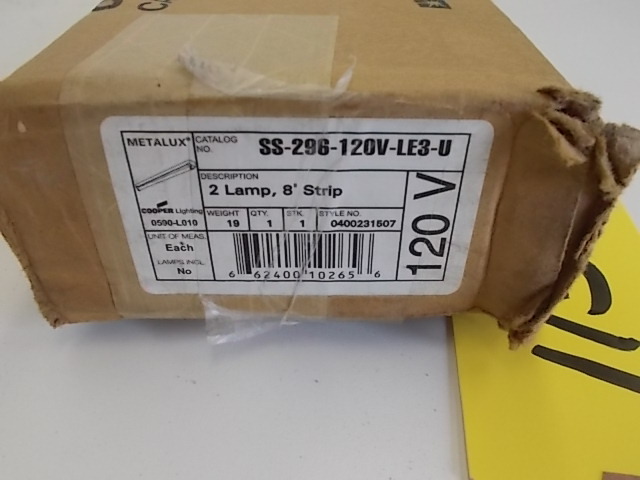 METALUX®
CATALOG NO. SS-296-120V-LE3-U
DESCRIPTION
2 Lamp, 8' Strip
COOPER Lighting
0590-L010
WEIGHT QTY. STK. STYLE NO.
19 1 1 0400231507
UNIT OF MEAS.
Each
LAMPS INCL.
No
6 62400 10265 6
120 V